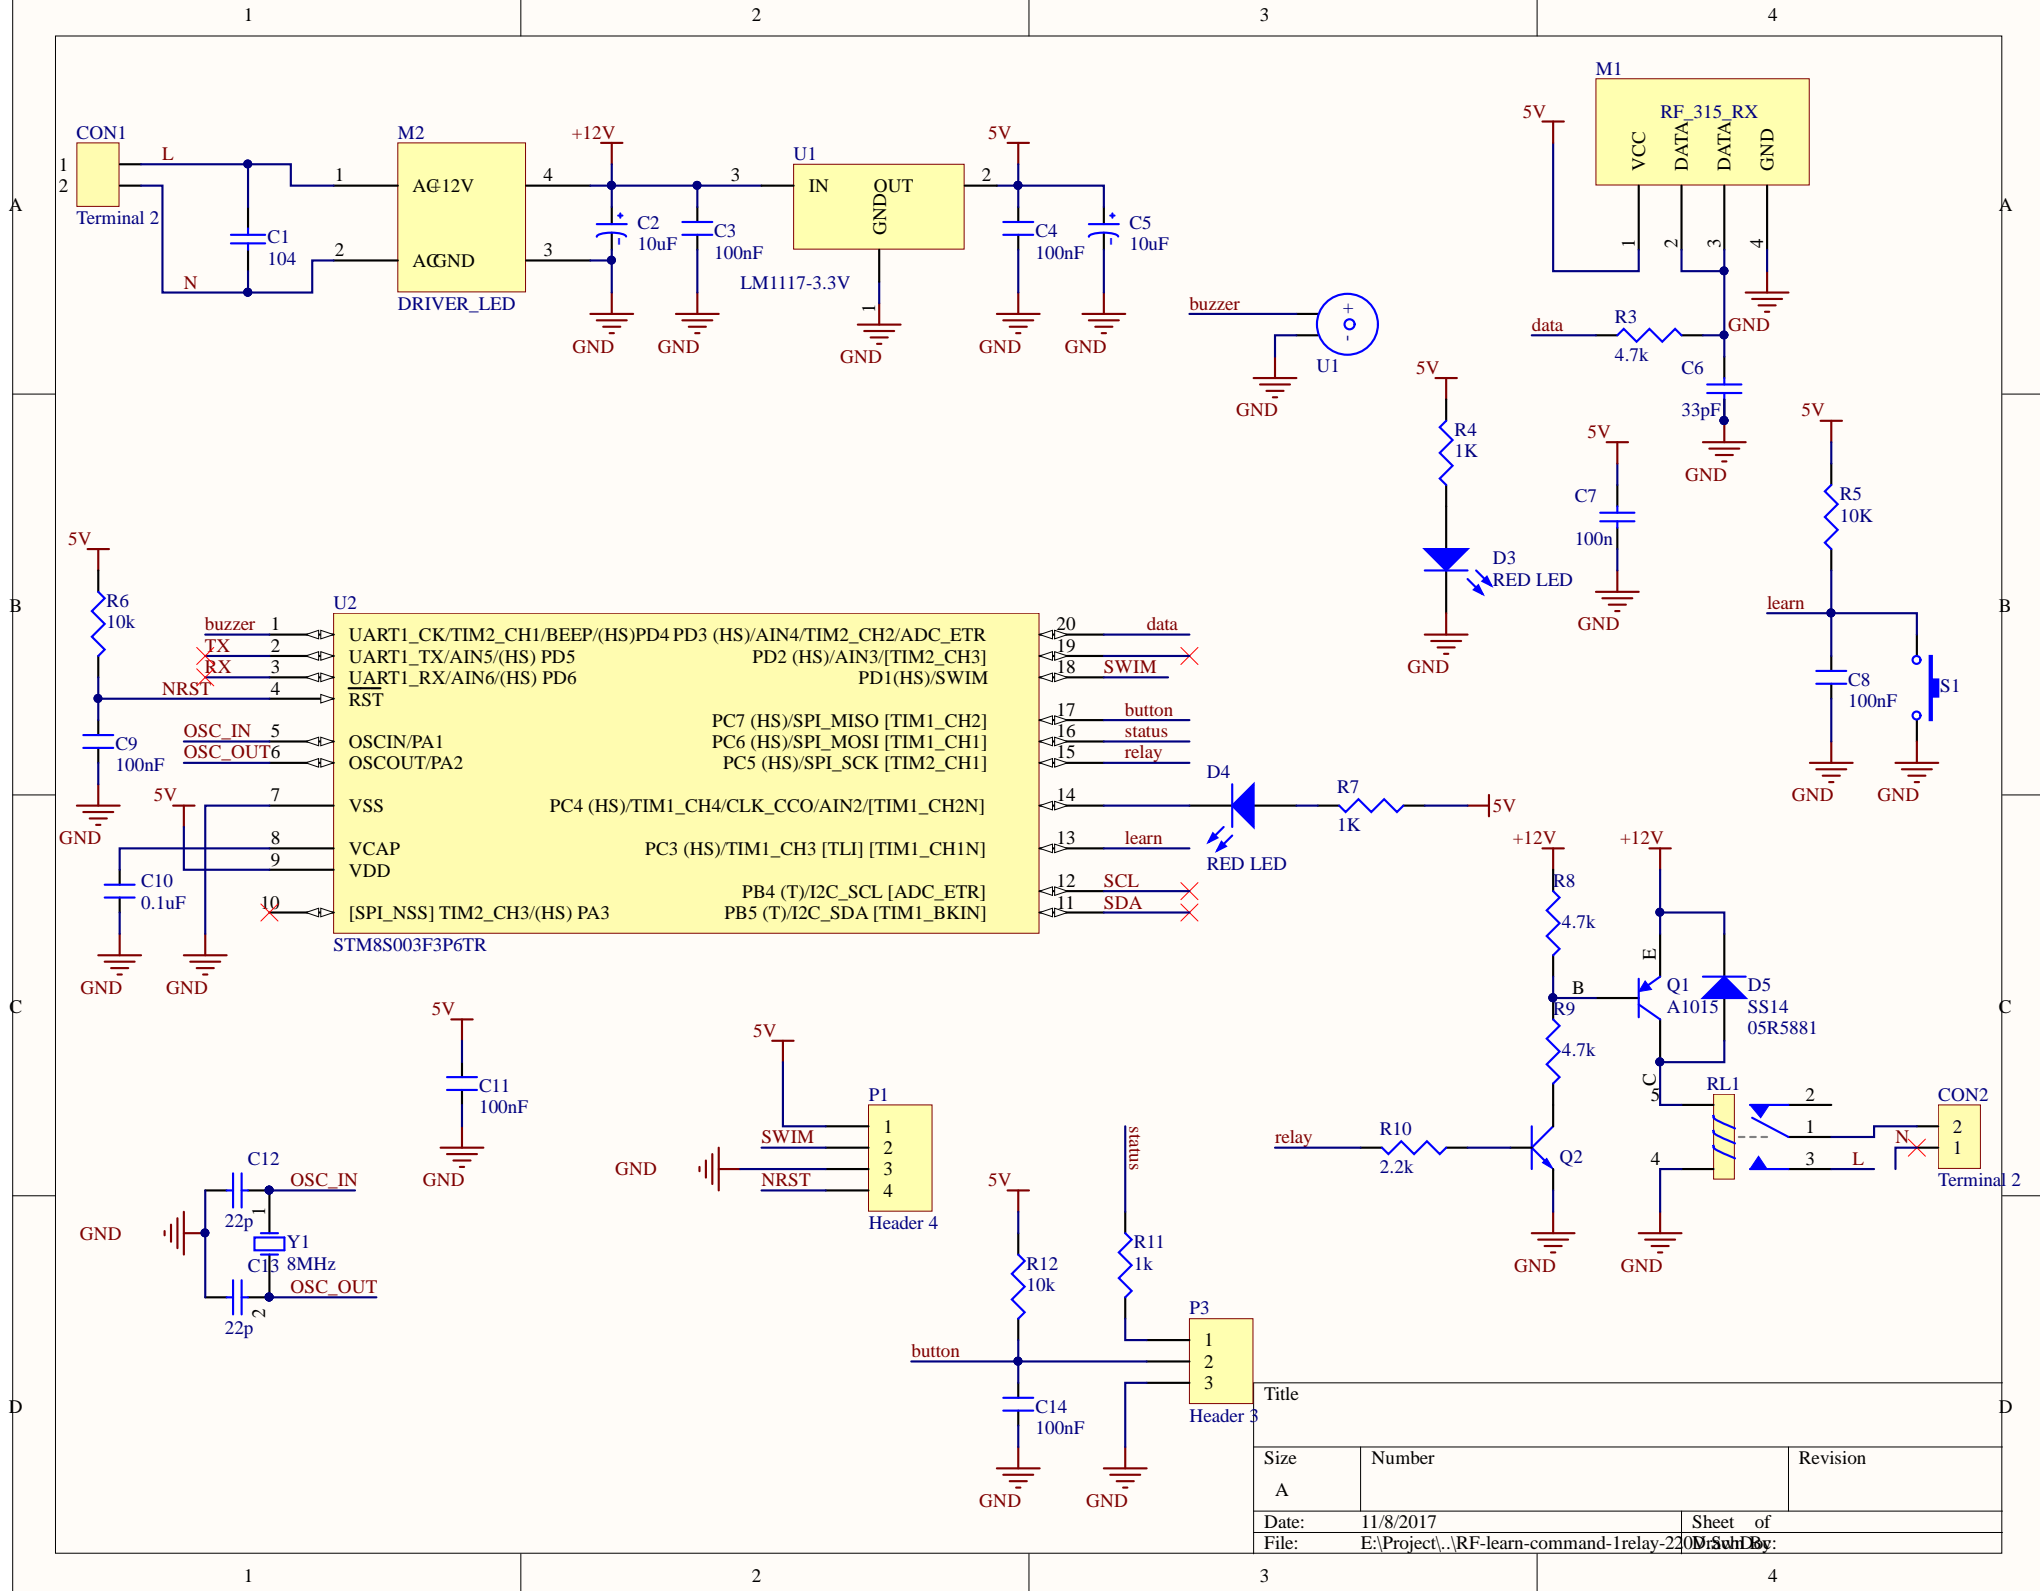 1 2 3 4
A A
B B
C C
D D
CON1
1
2
Terminal 2
L
N
C1
104
M2
1 AC +12V 4
2 AC GND 3
DRIVER_LED
+12V
C2
10uF
GND
C3
100nF
GND
U1
3 IN OUT 2
GND
1
LM1117-3.3V
GND
5V
C4
100nF
GND
C5
10uF
GND
buzzer
+
-
U1
GND
M1
RF_315_RX
VCC DATA DATA GND
1 2 3 4
5V
GND
data
R3
4.7k
C6
33pF
GND
5V
R4
1K
D3
RED LED
GND
5V
C7
100n
GND
5V
R5
10K
learn
C8
100nF
S1
GND
GND
5V
R6
10k
NRST
C9
100nF
GND
U2
buzzer 1 UART1_CK/TIM2_CH1/BEEP/(HS)PD4 PD3 (HS)/AIN4/TIM2_CH2/ADC_ETR 20 data
TX 2 UART1_TX/AIN5/(HS) PD5 PD2 (HS)/AIN3/[TIM2_CH3] 19
RX 3 UART1_RX/AIN6/(HS) PD6 PD1(HS)/SWIM 18 SWIM
4 RST
PC7 (HS)/SPI_MISO [TIM1_CH2] 17 button
OSC_IN 5 OSCIN/PA1 PC6 (HS)/SPI_MOSI [TIM1_CH1] 16 status
OSC_OUT 6 OSCOUT/PA2 PC5 (HS)/SPI_SCK [TIM2_CH1] 15 relay
5V
7 VSS PC4 (HS)/TIM1_CH4/CLK_CCO/AIN2/[TIM1_CH2N] 14
8 VCAP PC3 (HS)/TIM1_CH3 [TLI] [TIM1_CH1N] 13 learn
9 VDD
PB4 (T)/I2C_SCL [ADC_ETR] 12 SCL
10 [SPI_NSS] TIM2_CH3/(HS) PA3 PB5 (T)/I2C_SDA [TIM1_BKIN] 11 SDA
STM8S003F3P6TR
C10
0.1uF
GND
GND
D4
RED LED
R7
1K
5V
+12V
+12V
R8
4.7k
R9
4.7k
E
B
C
Q1
A1015
D5
SS14
05R5881
relay
R10
2.2k
Q2
GND
RL1
5
4
2
1
3
L
N
GND
CON2
2
1
Terminal 2
5V
C11
100nF
GND
5V
P1
1
SWIM 2
GND 3
NRST 4
Header 4
C12
22p
OSC_IN
1
GND
Y1
8MHz
C13
22p
OSC_OUT
2
5V
R12
10k
button
C14
100nF
GND
status
R11
1k
P3
1
2
3
Header 3
GND
Title
Size
A
Number
Revision
Date: 11/8/2017
Sheet of
File: E:\Project\..\RF-learn-command-1relay-220V.SchDoc
Drawn By:
1 2 3 4